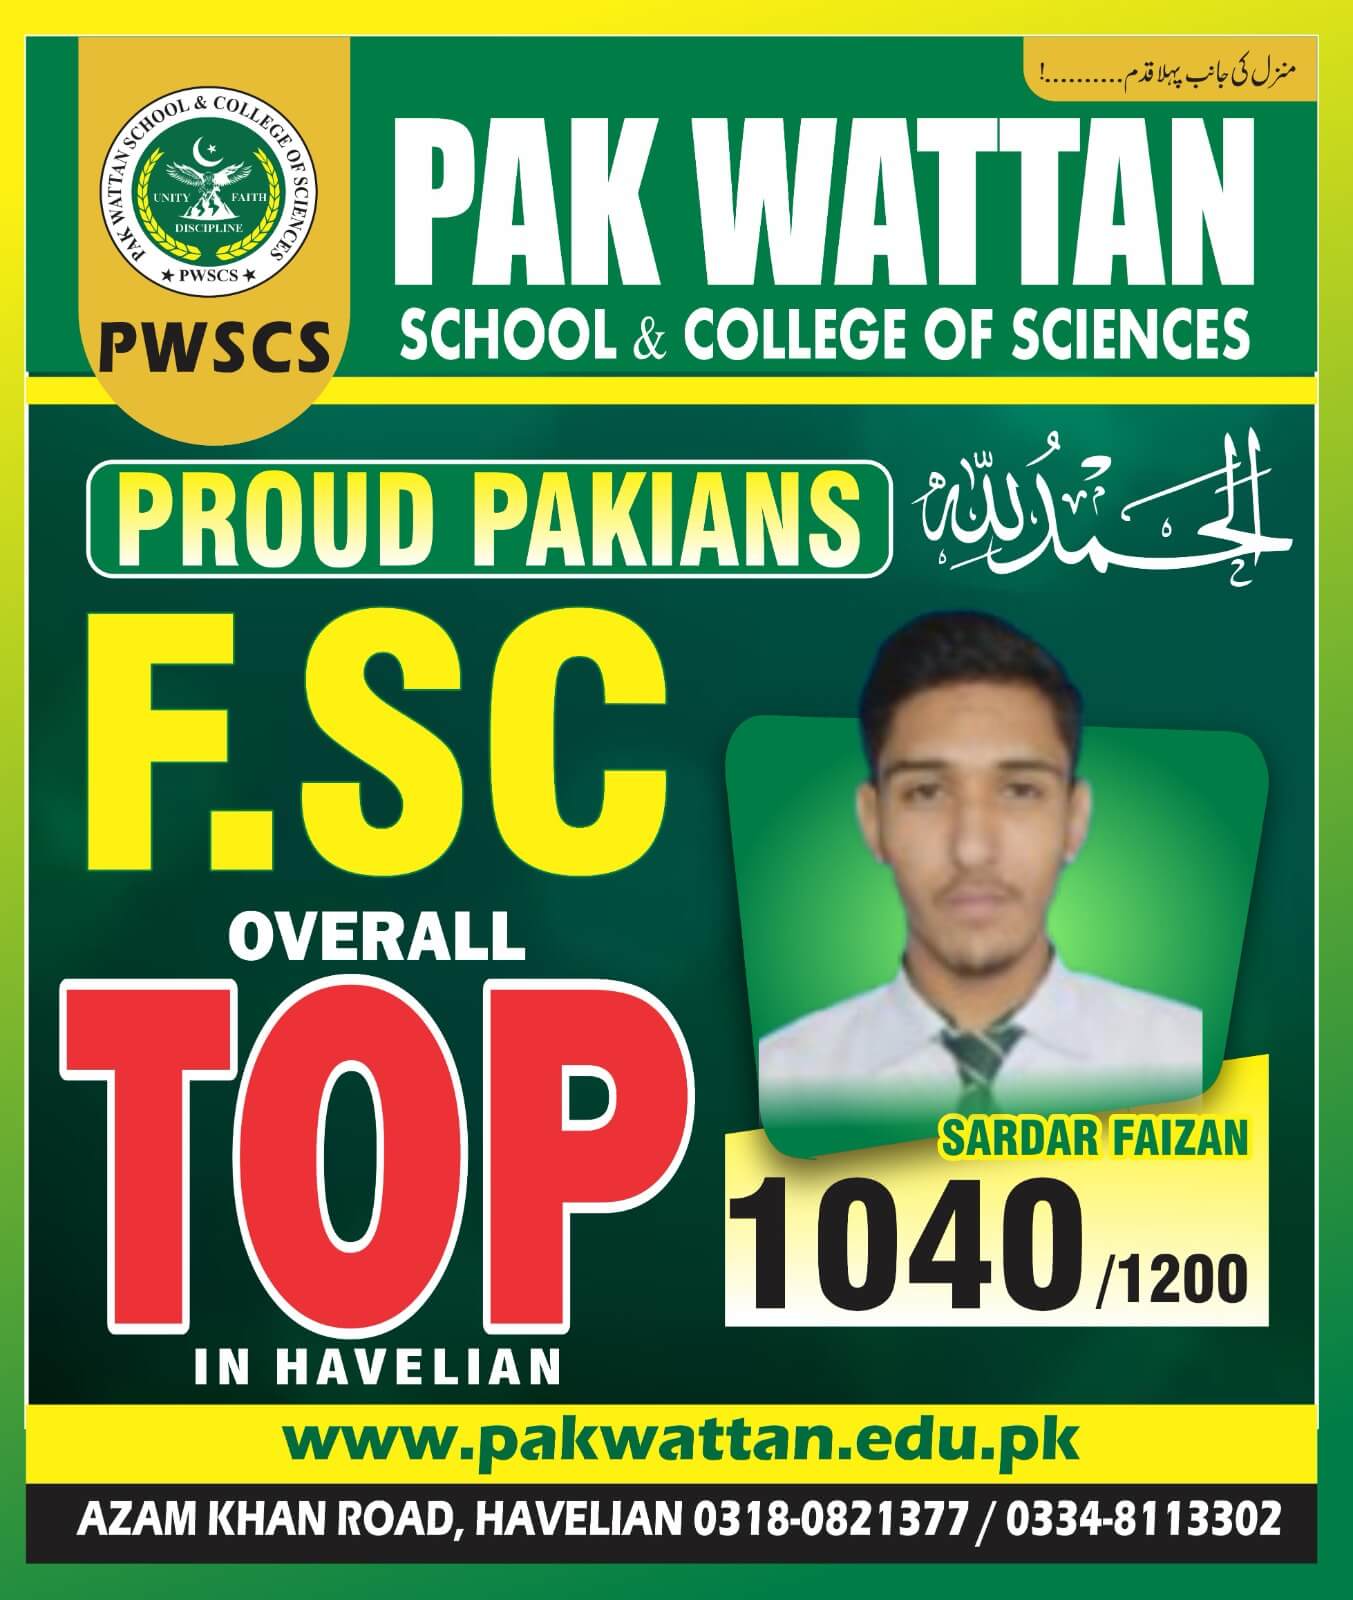 منزل کی جانب پہلا قدم..........!
PAK WATTAN SCHOOL & COLLEGE OF SCIENCES
UNITY FAITH
DISCIPLINE
★ PWSCS ★
PWSCS
PAK WATTAN
SCHOOL & COLLEGE OF SCIENCES
PROUD PAKIANS
الحمدُ للّٰہ
F.SC
OVERALL
TOP
IN HAVELIAN
SARDAR FAIZAN
1040/1200
www.pakwattan.edu.pk
AZAM KHAN ROAD, HAVELIAN 0318-0821377 / 0334-8113302